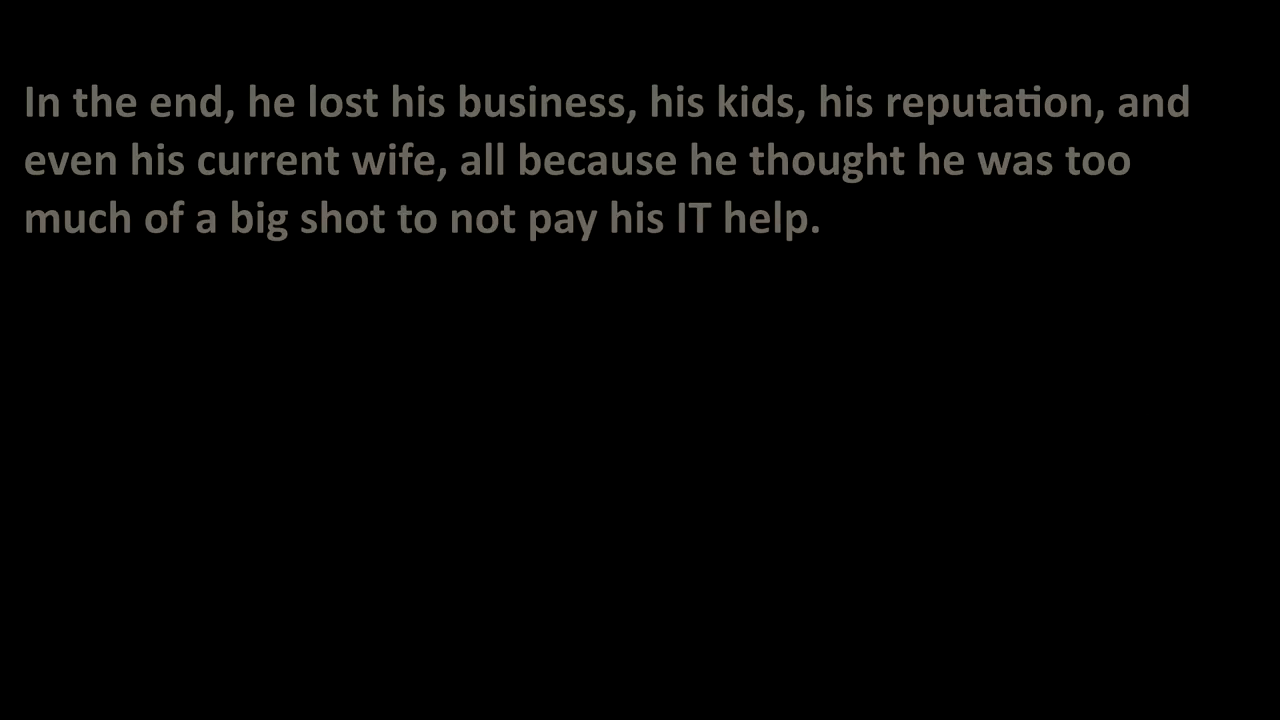 In the end, he lost his business, his kids, his reputation, and
even his current wife, all because he thought he was too
much of a big shot to not pay his IT help.